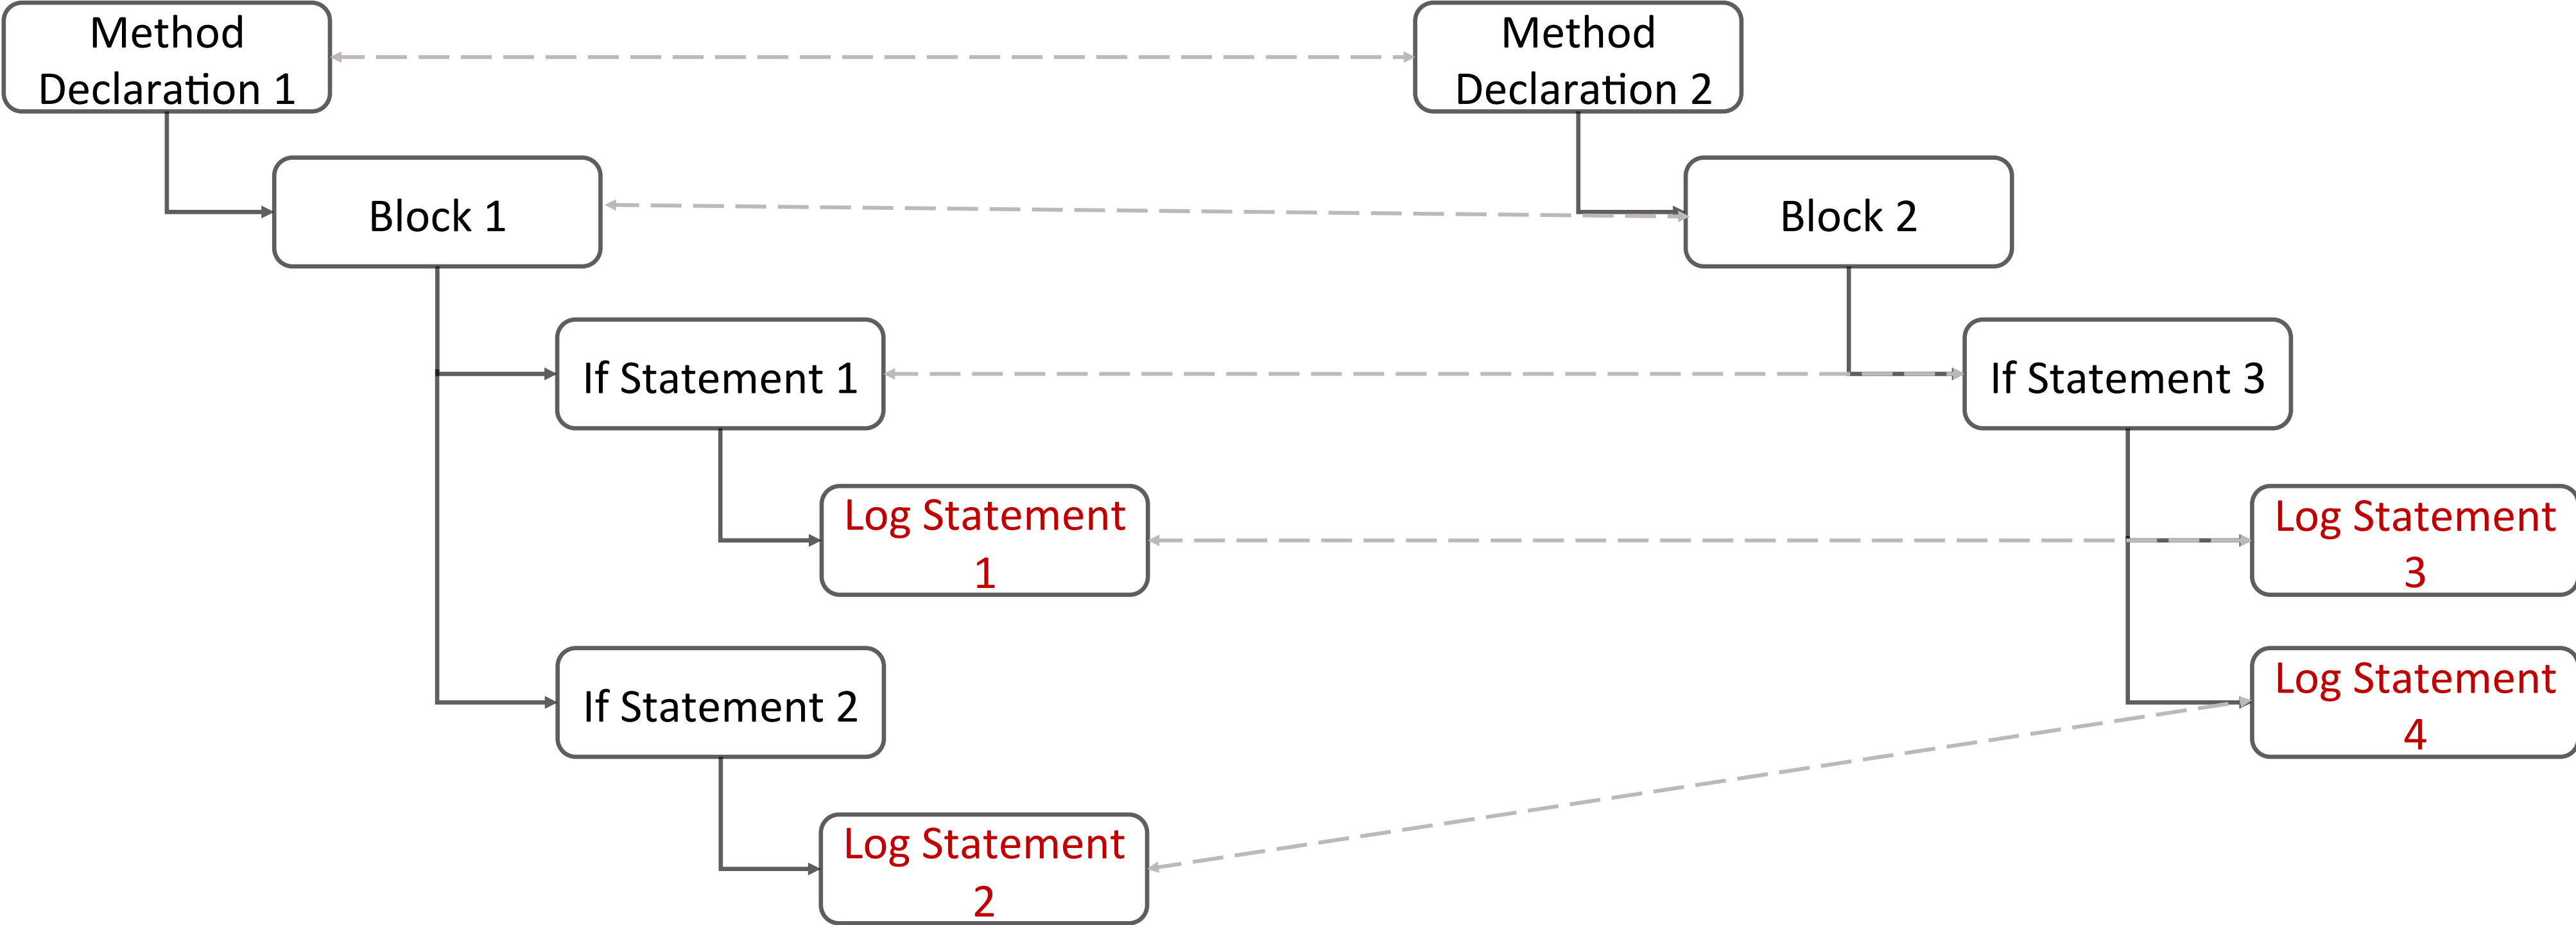 Method
Declaration 1
Method
Declaration 2
Block 1
Block 2
If Statement 1
If Statement 3
Log Statement
1
Log Statement
3
If Statement 2
Log Statement
4
Log Statement
2